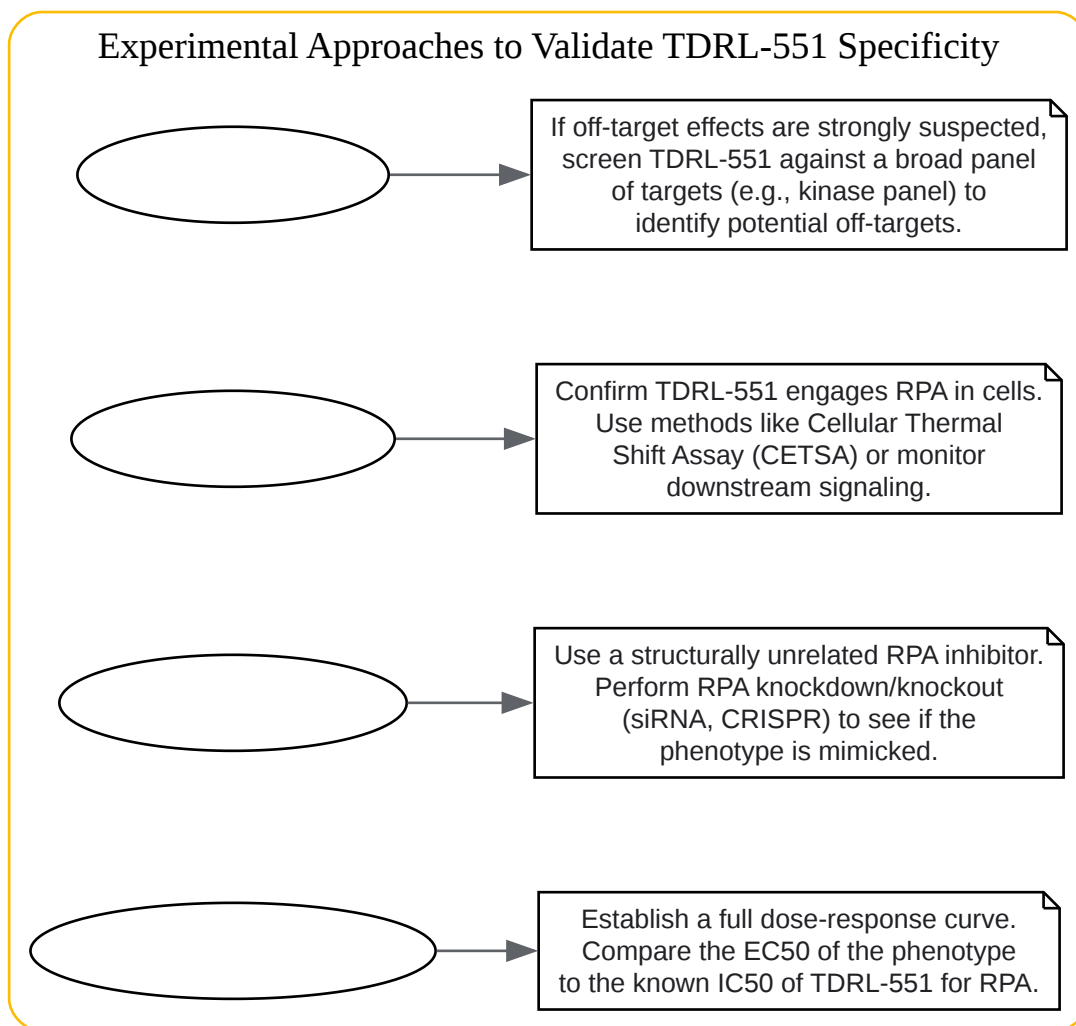 Experimental Approaches to Validate TDRL-551 Specificity
If off-target effects are strongly suspected,
screen TDRL-551 against a broad panel
of targets (e.g., kinase panel) to
identify potential off-targets.
Confirm TDRL-551 engages RPA in cells.
Use methods like Cellular Thermal
Shift Assay (CETSA) or monitor
downstream signaling.
Use a structurally unrelated RPA inhibitor.
Perform RPA knockdown/knockout
(siRNA, CRISPR) to see if the
phenotype is mimicked.
Establish a full dose-response curve.
Compare the EC50 of the phenotype
to the known IC50 of TDRL-551 for RPA.